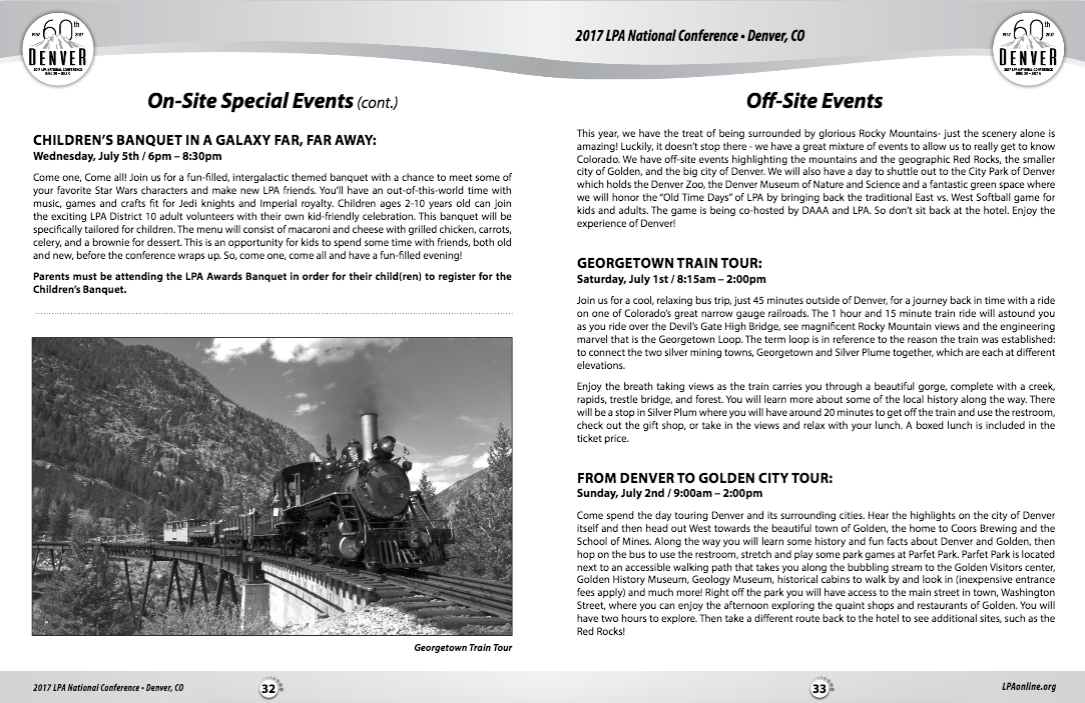 1957 60th 2017
DENVER
2017 LPA NATIONAL CONFERENCE
On-Site Special Events (cont.)
CHILDREN'S BANQUET IN A GALAXY FAR, FAR AWAY:
Wednesday, July 5th / 6pm – 8:30pm
Come one, Come all! Join us for a fun-filled, intergalactic themed banquet with a chance to meet some of
your favorite Star Wars characters and make new LPA friends. You'll have an out-of-this-world time with
music, games and crafts fit for Jedi knights and Imperial royalty. Children ages 2-10 years old can join
the exciting LPA District 10 adult volunteers with their own kid-friendly celebration. This banquet will be
specifically tailored for children. The menu will consist of macaroni and cheese with grilled chicken, carrots,
celery, and a brownie for dessert. This is an opportunity for kids to spend some time with friends, both old
and new, before the conference wraps up. So, come one, come all and have a fun-filled evening!
Parents must be attending the LPA Awards Banquet in order for their child(ren) to register for the
Children's Banquet.
Georgetown Train Tour
2017 LPA National Conference • Denver, CO
32
2017 LPA National Conference • Denver, CO
1957 60th 2017
DENVER
2017 LPA NATIONAL CONFERENCE
Off-Site Events
This year, we have the treat of being surrounded by glorious Rocky Mountains- just the scenery alone is
amazing! Luckily, it doesn't stop there - we have a great mixture of events to allow us to really get to know
Colorado. We have off-site events highlighting the mountains and the geographic Red Rocks, the smaller
city of Golden, and the big city of Denver. We will also have a day to shuttle out to the City Park of Denver
which holds the Denver Zoo, the Denver Museum of Nature and Science and a fantastic green space where
we will honor the "Old Time Days" of LPA by bringing back the traditional East vs. West Softball game for
kids and adults. The game is being co-hosted by DAAA and LPA. So don't sit back at the hotel. Enjoy the
experience of Denver!
GEORGETOWN TRAIN TOUR:
Saturday, July 1st / 8:15am – 2:00pm
Join us for a cool, relaxing bus trip, just 45 minutes outside of Denver, for a journey back in time with a ride
on one of Colorado's great narrow gauge railroads. The 1 hour and 15 minute train ride will astound you
as you ride over the Devil's Gate High Bridge, see magnificent Rocky Mountain views and the engineering
marvel that is the Georgetown Loop. The term loop is in reference to the reason the train was established:
to connect the two silver mining towns, Georgetown and Silver Plume together, which are each at different
elevations.
Enjoy the breath taking views as the train carries you through a beautiful gorge, complete with a creek,
rapids, trestle bridge, and forest. You will learn more about some of the local history along the way. There
will be a stop in Silver Plum where you will have around 20 minutes to get off the train and use the restroom,
check out the gift shop, or take in the views and relax with your lunch. A boxed lunch is included in the
ticket price.
FROM DENVER TO GOLDEN CITY TOUR:
Sunday, July 2nd / 9:00am – 2:00pm
Come spend the day touring Denver and its surrounding cities. Hear the highlights on the city of Denver
itself and then head out West towards the beautiful town of Golden, the home to Coors Brewing and the
School of Mines. Along the way you will learn some history and fun facts about Denver and Golden, then
hop on the bus to use the restroom, stretch and play some park games at Parfet Park. Parfet Park is located
next to an accessible walking path that takes you along the bubbling stream to the Golden Visitors center,
Golden History Museum, Geology Museum, historical cabins to walk by and look in (inexpensive entrance
fees apply) and much more! Right off the park you will have access to the main street in town, Washington
Street, where you can enjoy the afternoon exploring the quaint shops and restaurants of Golden. You will
have two hours to explore. Then take a different route back to the hotel to see additional sites, such as the
Red Rocks!
33
LPAonline.org